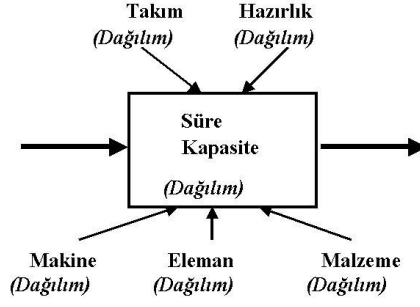 Takım Hazırlık
(Dağılım) (Dağılım)
Süre
Kapasite
(Dağılım)
Makine Eleman Malzeme
(Dağılım) (Dağılım) (Dağılım)